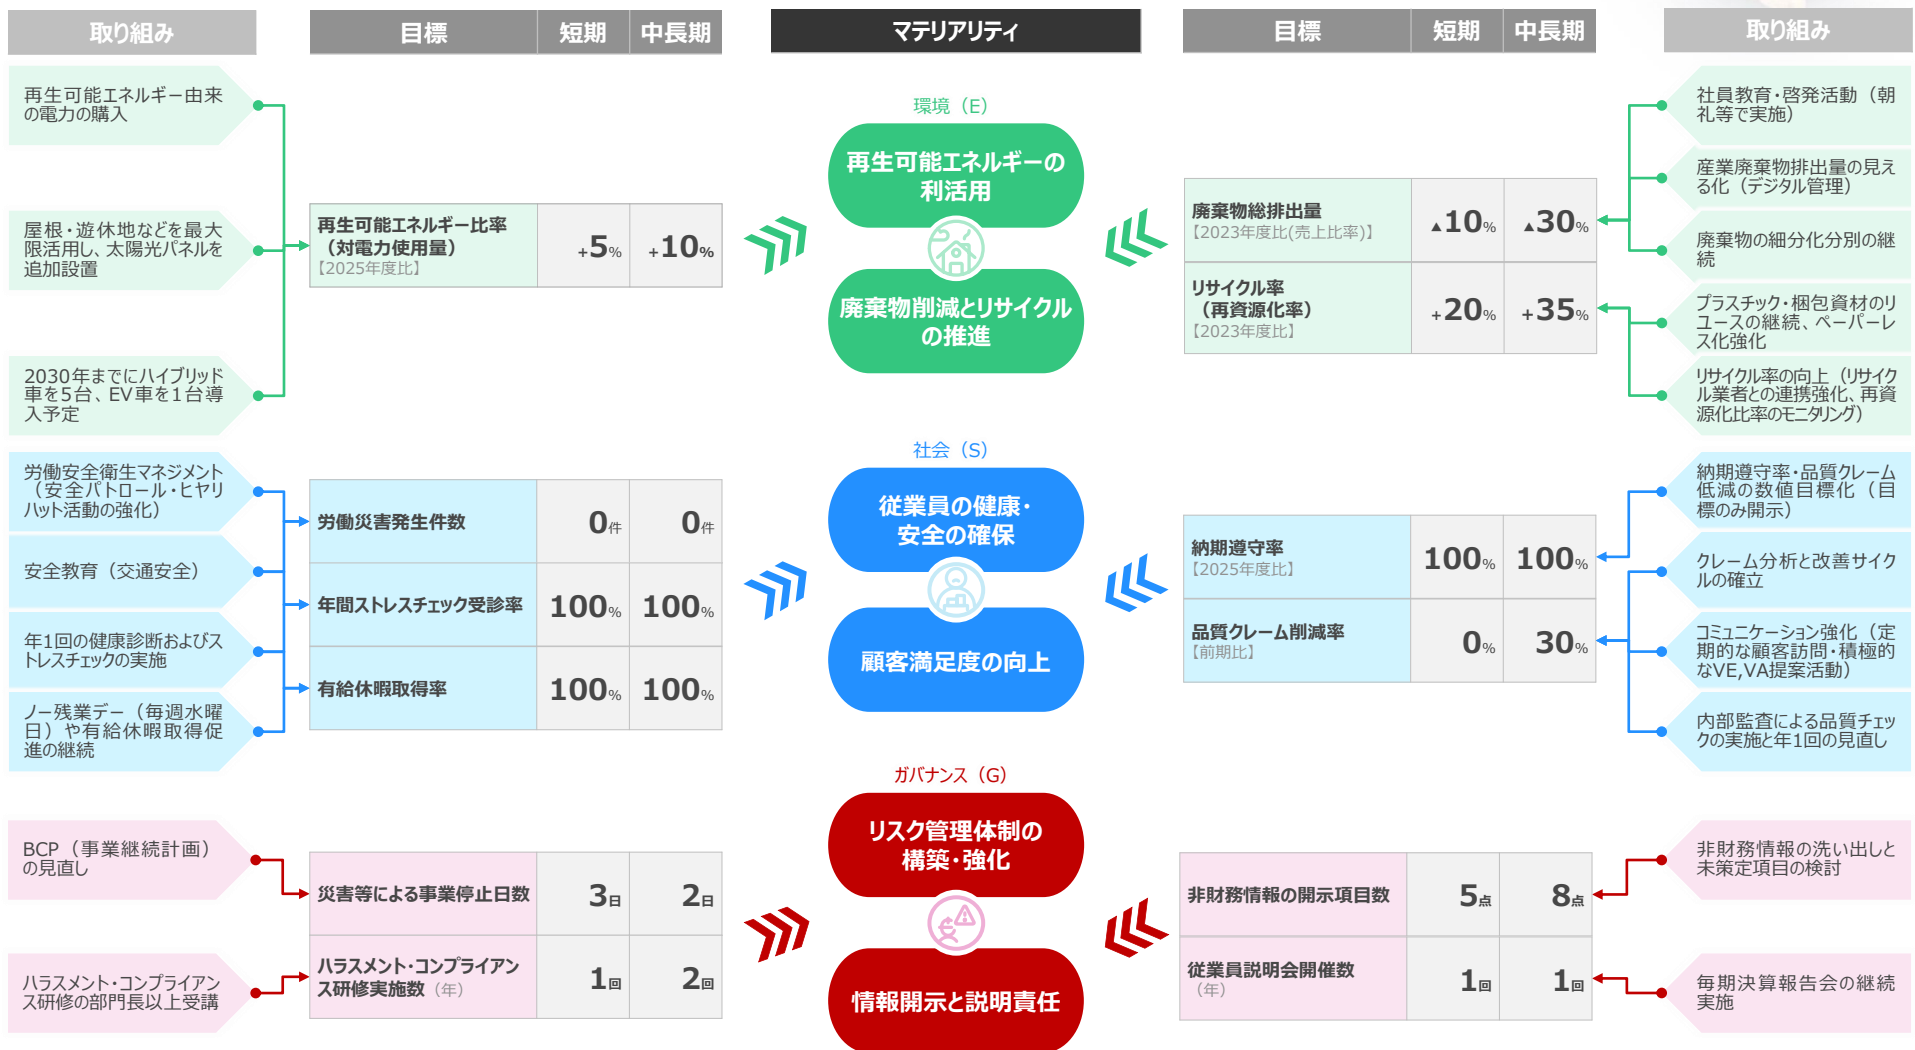 取り組み
目標
短期
中長期
マテリアリティ
目標
短期
中長期
取り組み
再生可能エネルギー由来
の電力の購入
屋根・遊休地などを最大
限活用し、太陽光パネルを
追加設置
2030年までにハイブリッド
車を5台、EV車を1台導
入予定
再生可能エネルギー比率
（対電力使用量）
【2025年度比】
+5%
+10%
環境（E）
再生可能エネルギーの
利活用
廃棄物削減とリサイクル
の推進
廃棄物総排出量
【2023年度比(売上比率)】
▲10%
▲30%
リサイクル率
（再資源化率）
【2023年度比】
+20%
+35%
社員教育・啓発活動（朝
礼等で実施）
産業廃棄物排出量の見え
る化（デジタル管理）
廃棄物の細分化分別の継
続
プラスチック・梱包資材のリ
ユースの継続、ペーパーレ
ス化強化
リサイクル率の向上（リサイク
ル業者との連携強化、再資
源化比率のモニタリング）
労働安全衛生マネジメント
（安全パトロール・ヒヤリ
ハット活動の強化）
安全教育（交通安全）
年1回の健康診断およびス
トレスチェックの実施
ノー残業デー（毎週水曜
日）や有給休暇取得促
進の継続
労働災害発生件数
0件
0件
年間ストレスチェック受診率
100%
100%
有給休暇取得率
100%
100%
社会（S）
従業員の健康・
安全の確保
顧客満足度の向上
納期遵守率
【2025年度比】
100%
100%
品質クレーム削減率
【前期比】
0%
30%
納期遵守率・品質クレーム
低減の数値目標化（目
標のみ開示）
クレーム分析と改善サイク
ルの確立
コミュニケーション強化（定
期的な顧客訪問・積極的
なVE,VA提案活動）
内部監査による品質チェッ
クの実施と年1回の見直し
BCP（事業継続計画）
の見直し
ハラスメント・コンプライアン
ス研修の部門長以上受講
災害等による事業停止日数
3日
2日
ハラスメント・コンプライアン
ス研修実施数（年）
1回
2回
ガバナンス（G）
リスク管理体制の
構築・強化
情報開示と説明責任
非財務情報の開示項目数
5点
8点
従業員説明会開催数
（年）
1回
1回
非財務情報の洗い出しと
未策定項目の検討
毎期決算報告会の継続
実施